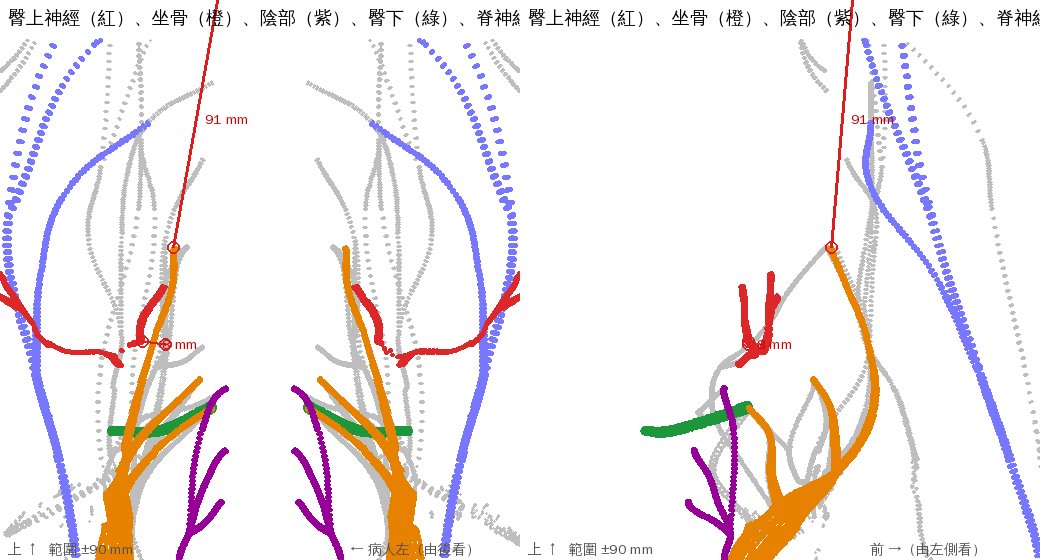 臀上神經（紅）、坐骨（橙）、陰部（紫）、臀下（綠）、脊神經
臀上神經（紅）、坐骨（橙）、陰部（紫）、臀下（綠）、脊神經
91 mm
91 mm
mm
mm
上 ↑ 範圍 ±90 mm
← 病人左（由後看）
上 ↑ 範圍 ±90 mm
前 →（由左側看）